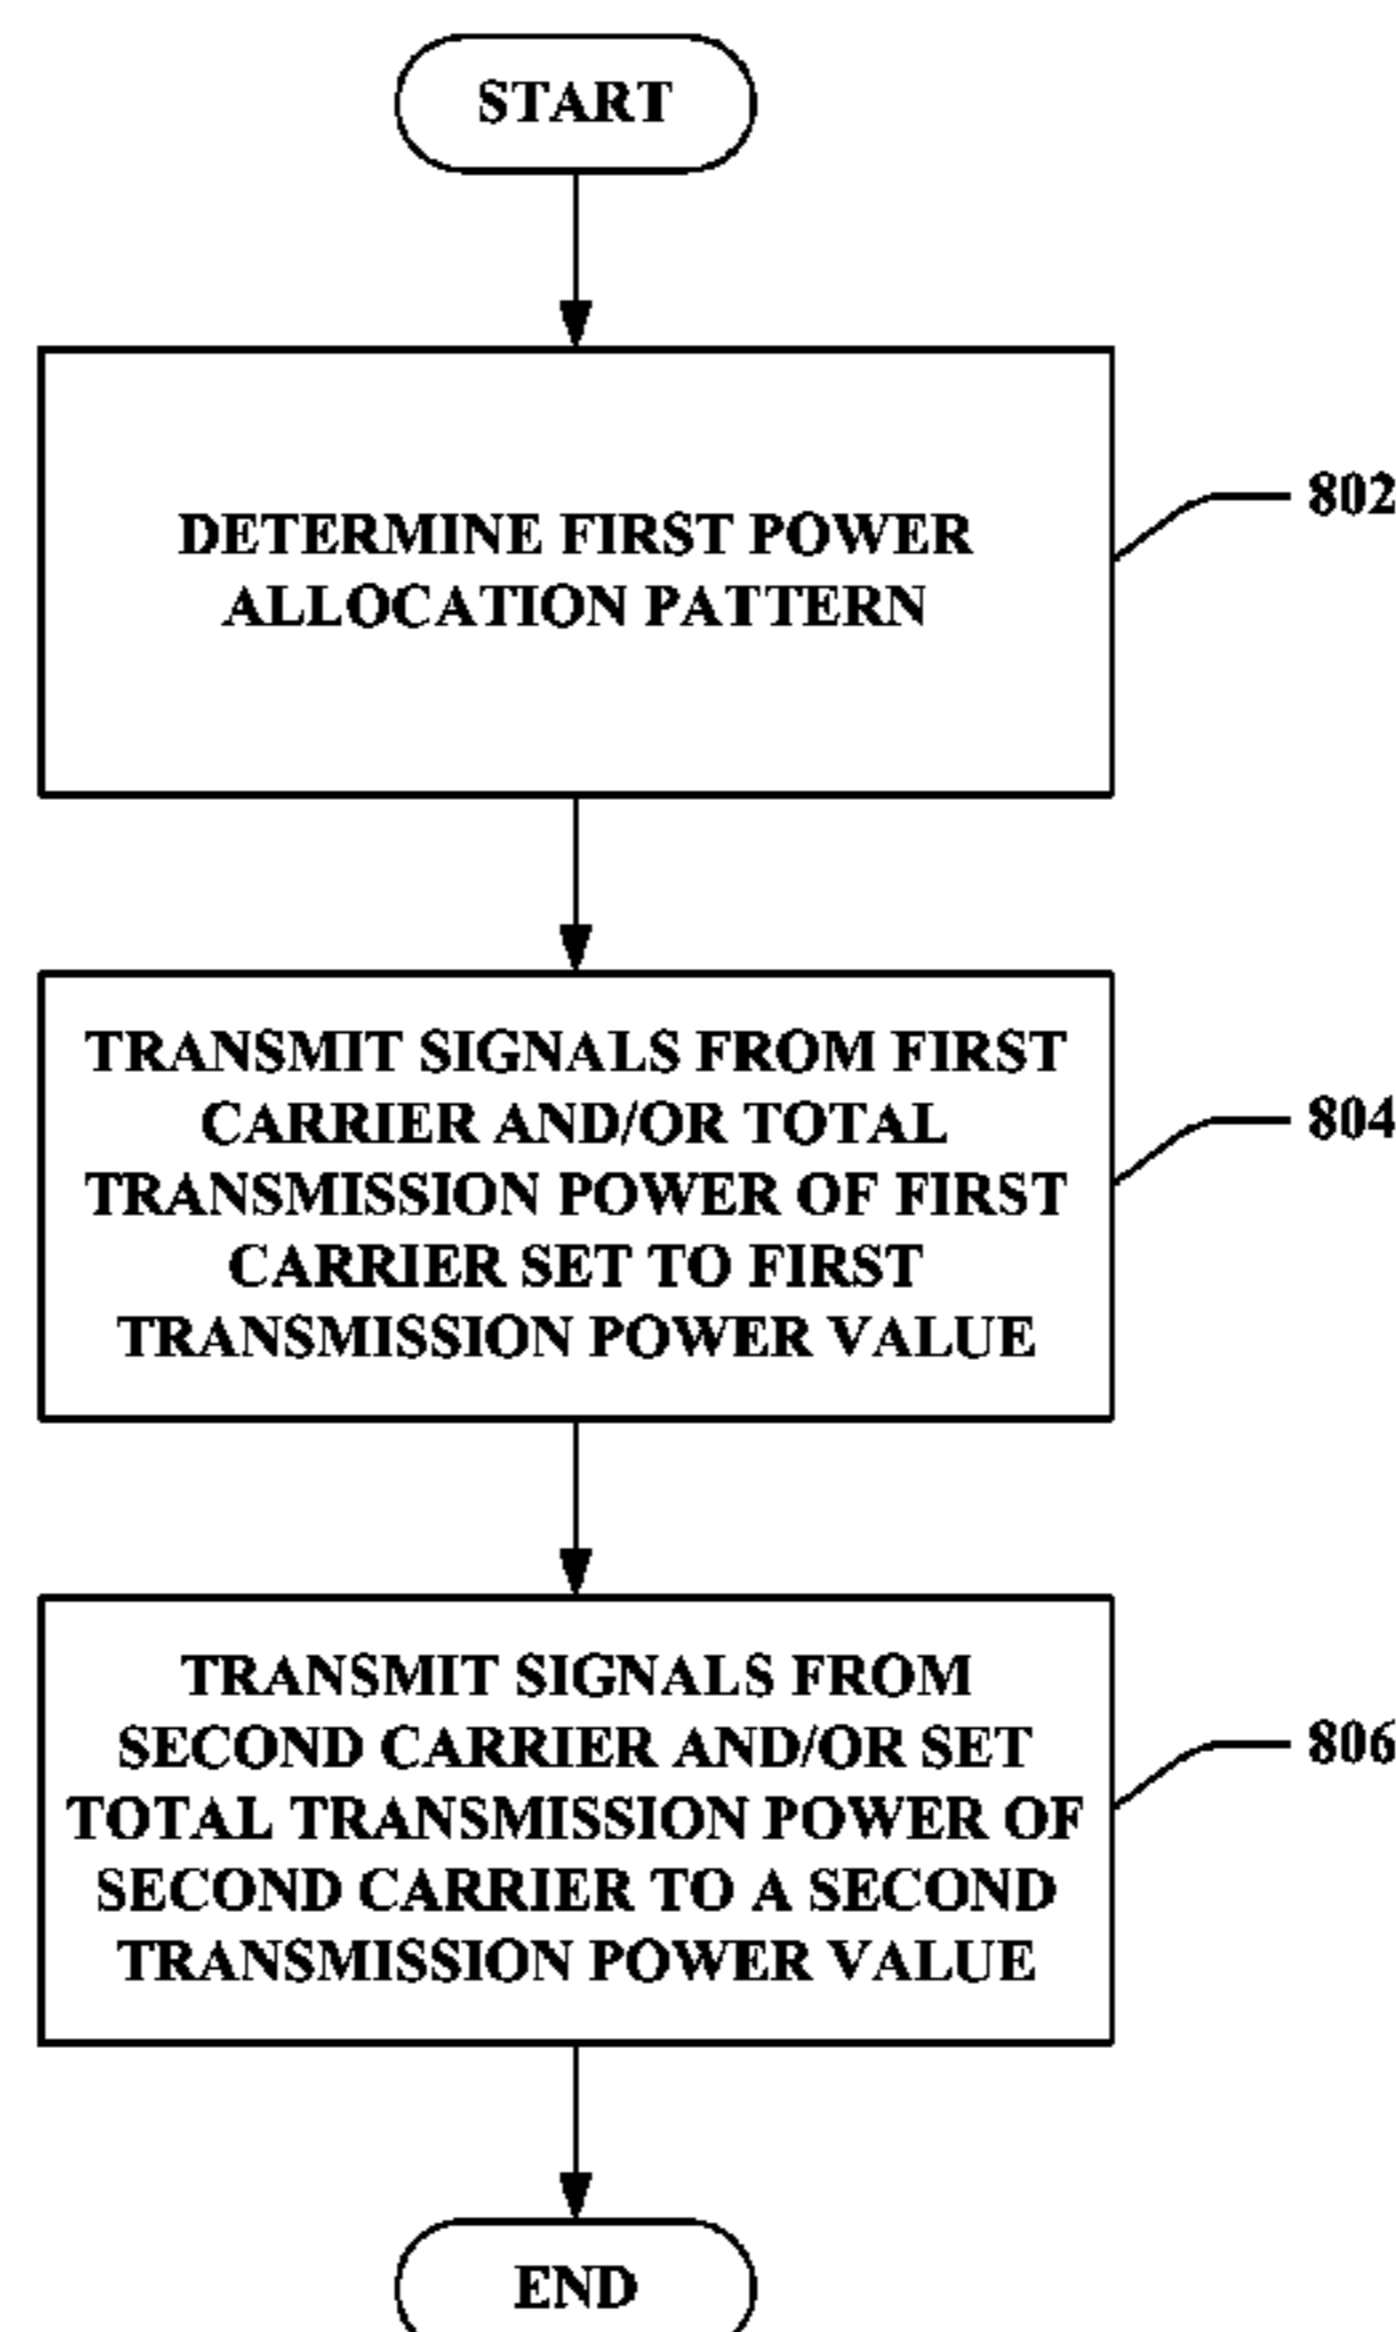 START
DETERMINE FIRST POWER
ALLOCATION PATTERN
802
TRANSMIT SIGNALS FROM FIRST
CARRIER AND/OR TOTAL
TRANSMISSION POWER OF FIRST
CARRIER SET TO FIRST
TRANSMISSION POWER VALUE
804
TRANSMIT SIGNALS FROM
SECOND CARRIER AND/OR SET
TOTAL TRANSMISSION POWER OF
SECOND CARRIER TO A SECOND
TRANSMISSION POWER VALUE
806
END